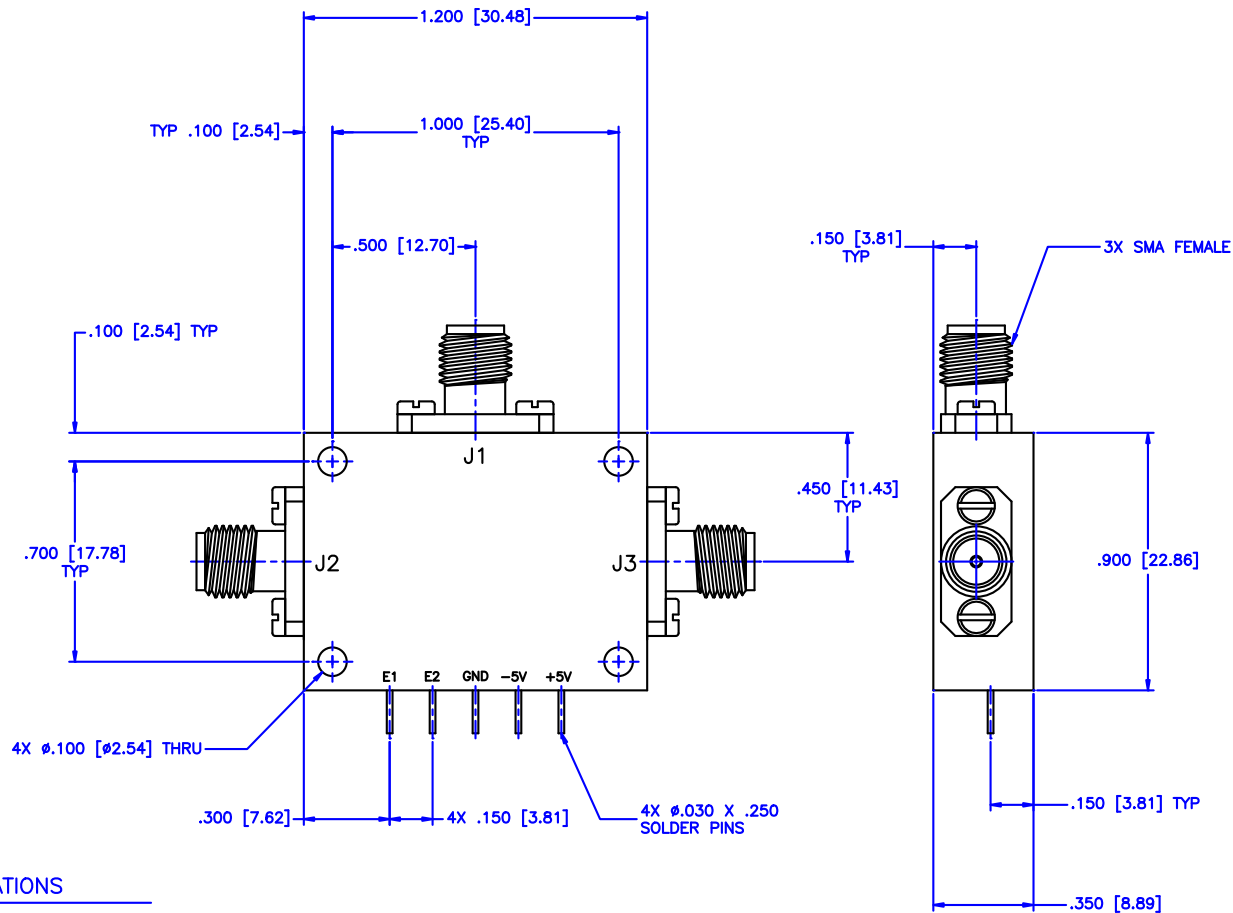 1.200 [30.48]
TYP .100 [2.54]
1.000 [25.40]
TYP
.500 [12.70]
.150 [3.81]
TYP
3X SMA FEMALE
.100 [2.54] TYP
J1
.450 [11.43]
TYP
.700 [17.78]
TYP
J2
J3
.900 [22.86]
E1 E2 GND -5V +5V
4X ø.100 [ø2.54] THRU
.300 [7.62]
4X .150 [3.81]
4X ø.030 X .250
SOLDER PINS
.150 [3.81] TYP
ATIONS
.350 [8.89]